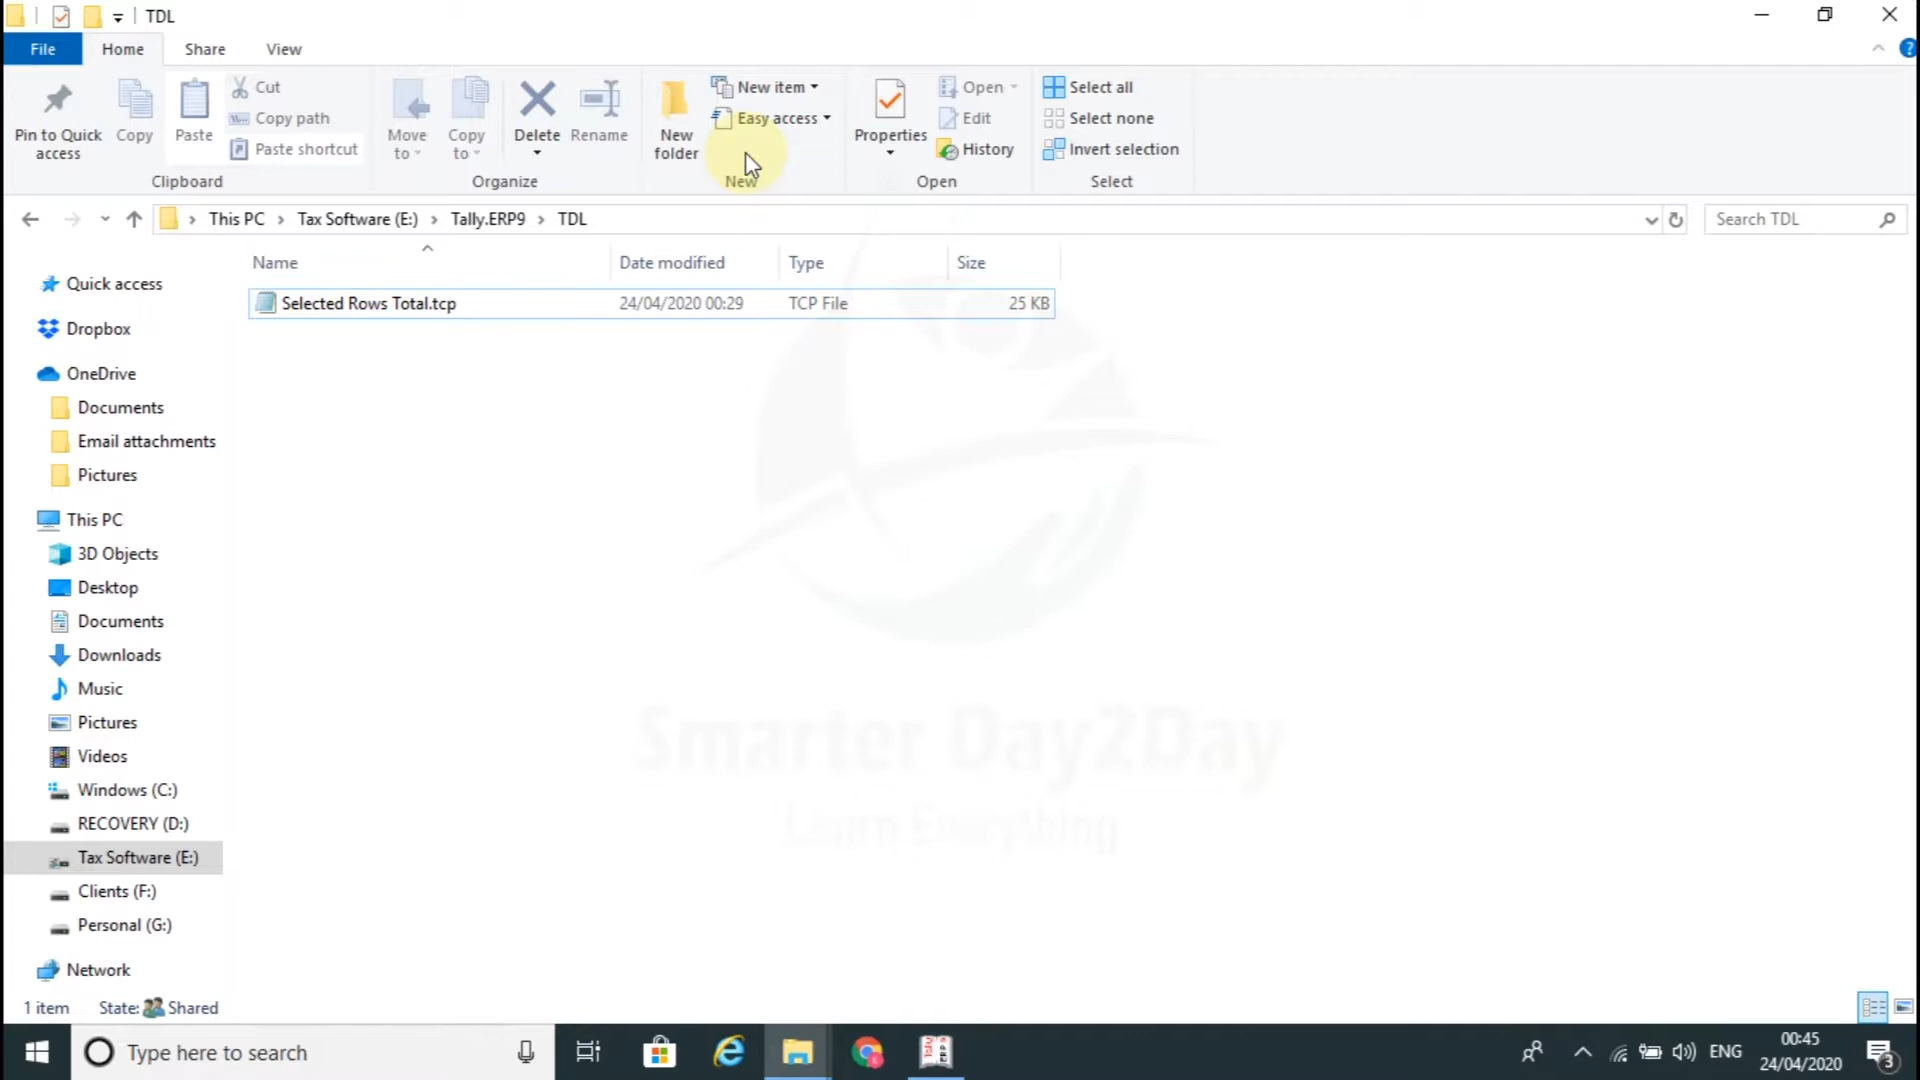 TDL
File Home Share View
Pin to Quick access
Copy
Paste
Cut
Copy path
Paste shortcut
Clipboard
Move to
Copy to
Delete
Rename
Organize
New folder
New item
Easy access
New
Properties
Open
Edit
History
Open
Select all
Select none
Invert selection
Select
This PC > Tax Software (E:) > Tally.ERP9 > TDL
Search TDL
Name Date modified Type Size
Selected Rows Total.tcp 24/04/2020 00:29 TCP File 25 KB
Quick access
Dropbox
OneDrive
Documents
Email attachments
Pictures
This PC
3D Objects
Desktop
Documents
Downloads
Music
Pictures
Videos
Windows (C:)
RECOVERY (D:)
Tax Software (E:)
Clients (F:)
Personal (G:)
Network
Smarter Day2Day
Learn Everything
1 item State: Shared
Type here to search
ENG
00:45
24/04/2020
3